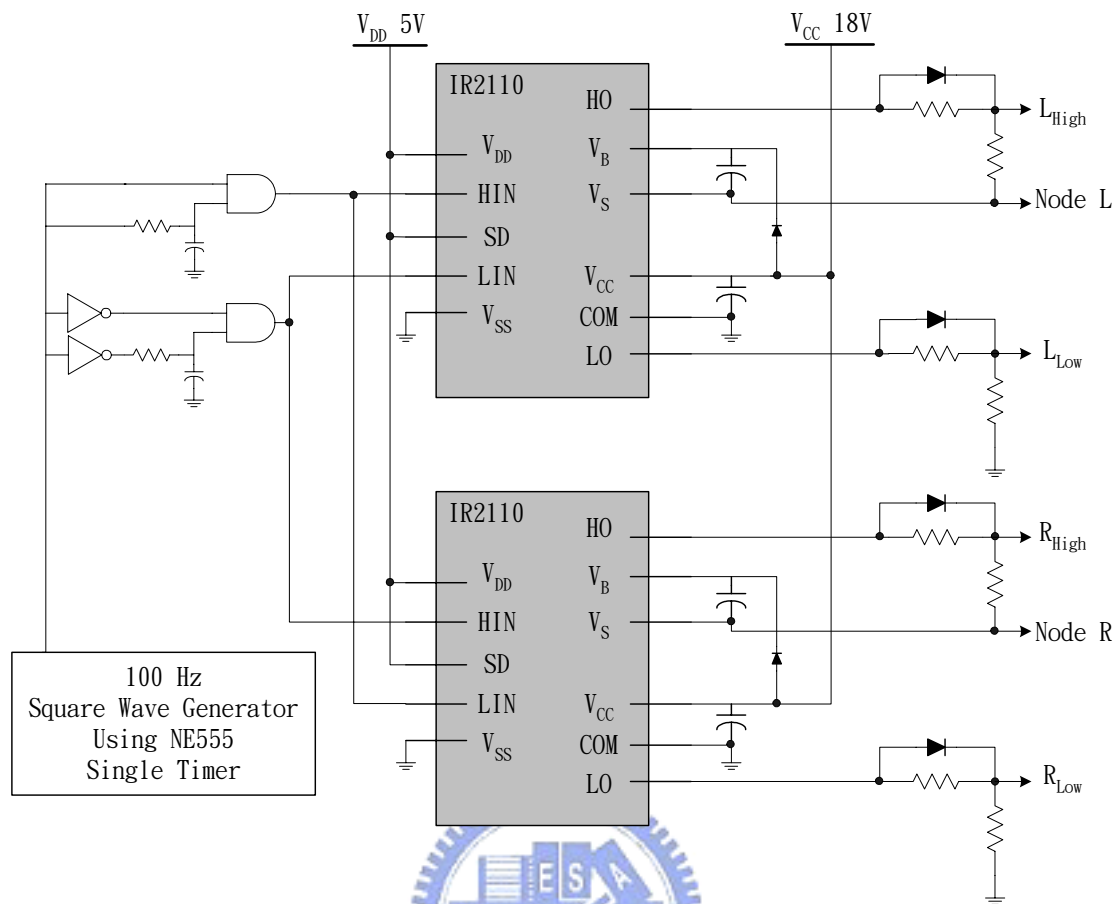 V_DD 5V
V_CC 18V
IR2110
HO
V_DD
V_B
HIN
V_S
SD
LIN
V_CC
V_SS
COM
LO
L_High
Node L
L_Low
IR2110
HO
V_DD
V_B
HIN
V_S
SD
LIN
V_CC
V_SS
COM
LO
R_High
Node R
R_Low
100 Hz
Square Wave Generator
Using NE555
Single Timer
E S A